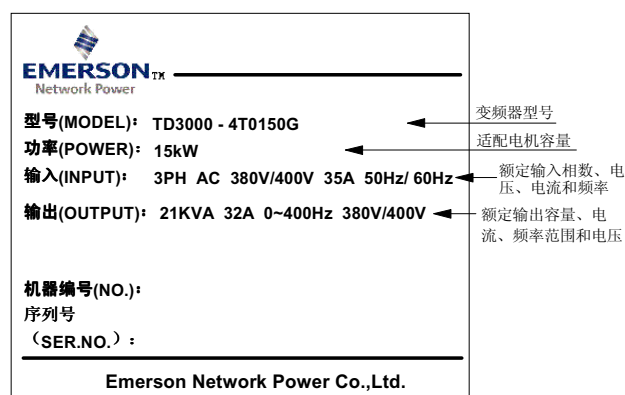 EMERSON TM
Network Power
型号(MODEL): TD3000 - 4T0150G
变频器型号
功率(POWER): 15kW
适配电机容量
输入(INPUT): 3PH AC 380V/400V 35A 50Hz/ 60Hz
额定输入相数、电
压、电流和频率
输出(OUTPUT): 21KVA 32A 0~400Hz 380V/400V
额定输出容量、电
流、频率范围和电压
机器编号(NO.):
序列号
（SER.NO.）:
Emerson Network Power Co.,Ltd.